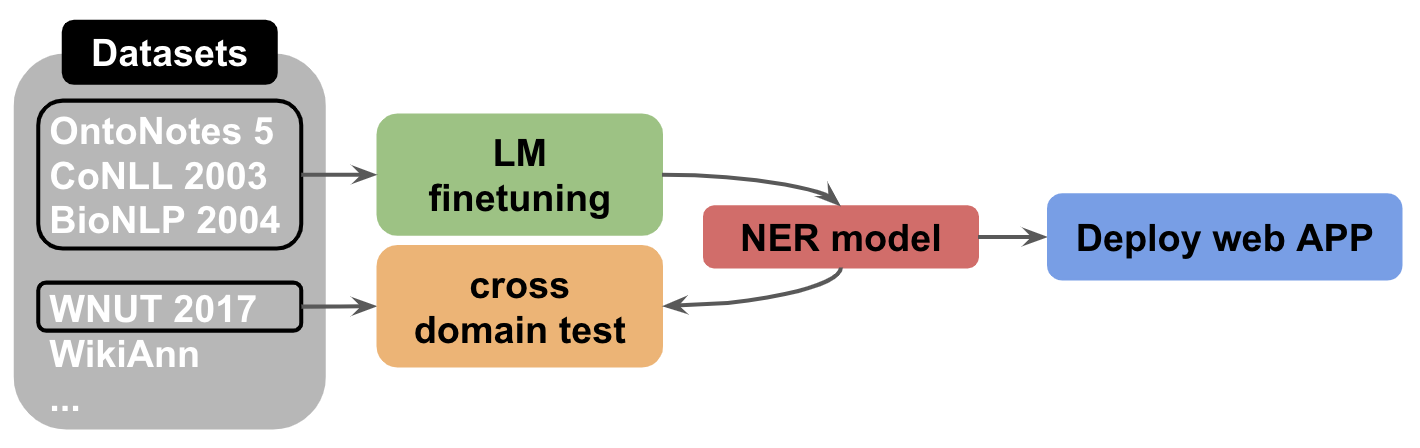 Datasets
OntoNotes 5
CoNLL 2003
BioNLP 2004
WNUT 2017
WikiAnn
...
LM
finetuning
cross
domain test
NER model
Deploy web APP